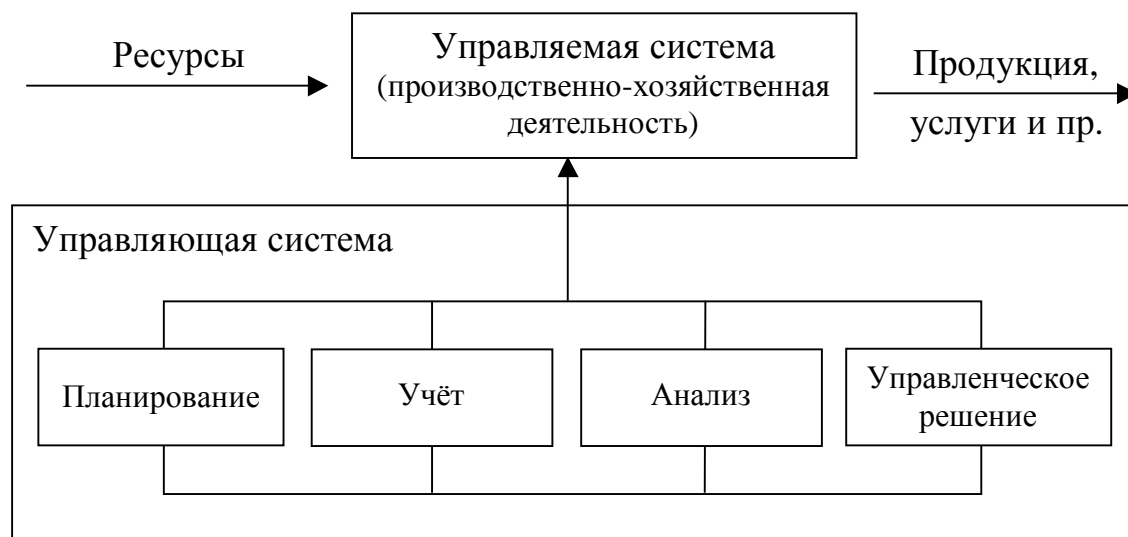 Ресурсы
Управляемая система
(производственно-хозяйственная
деятельность)
Продукция,
услуги и пр.
Управляющая система
Планирование
Учёт
Анализ
Управленческое
решение